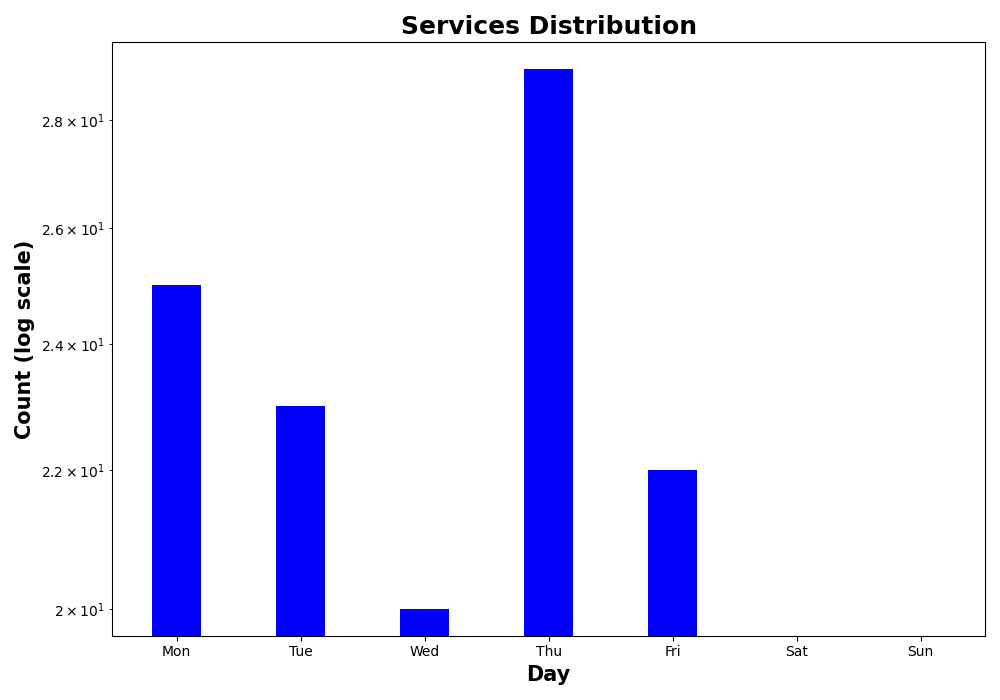 Services Distribution
Count (log scale)
2.8 × 10¹
2.6 × 10¹
2.4 × 10¹
2.2 × 10¹
2 × 10¹
Mon Tue Wed Thu Fri Sat Sun
Day